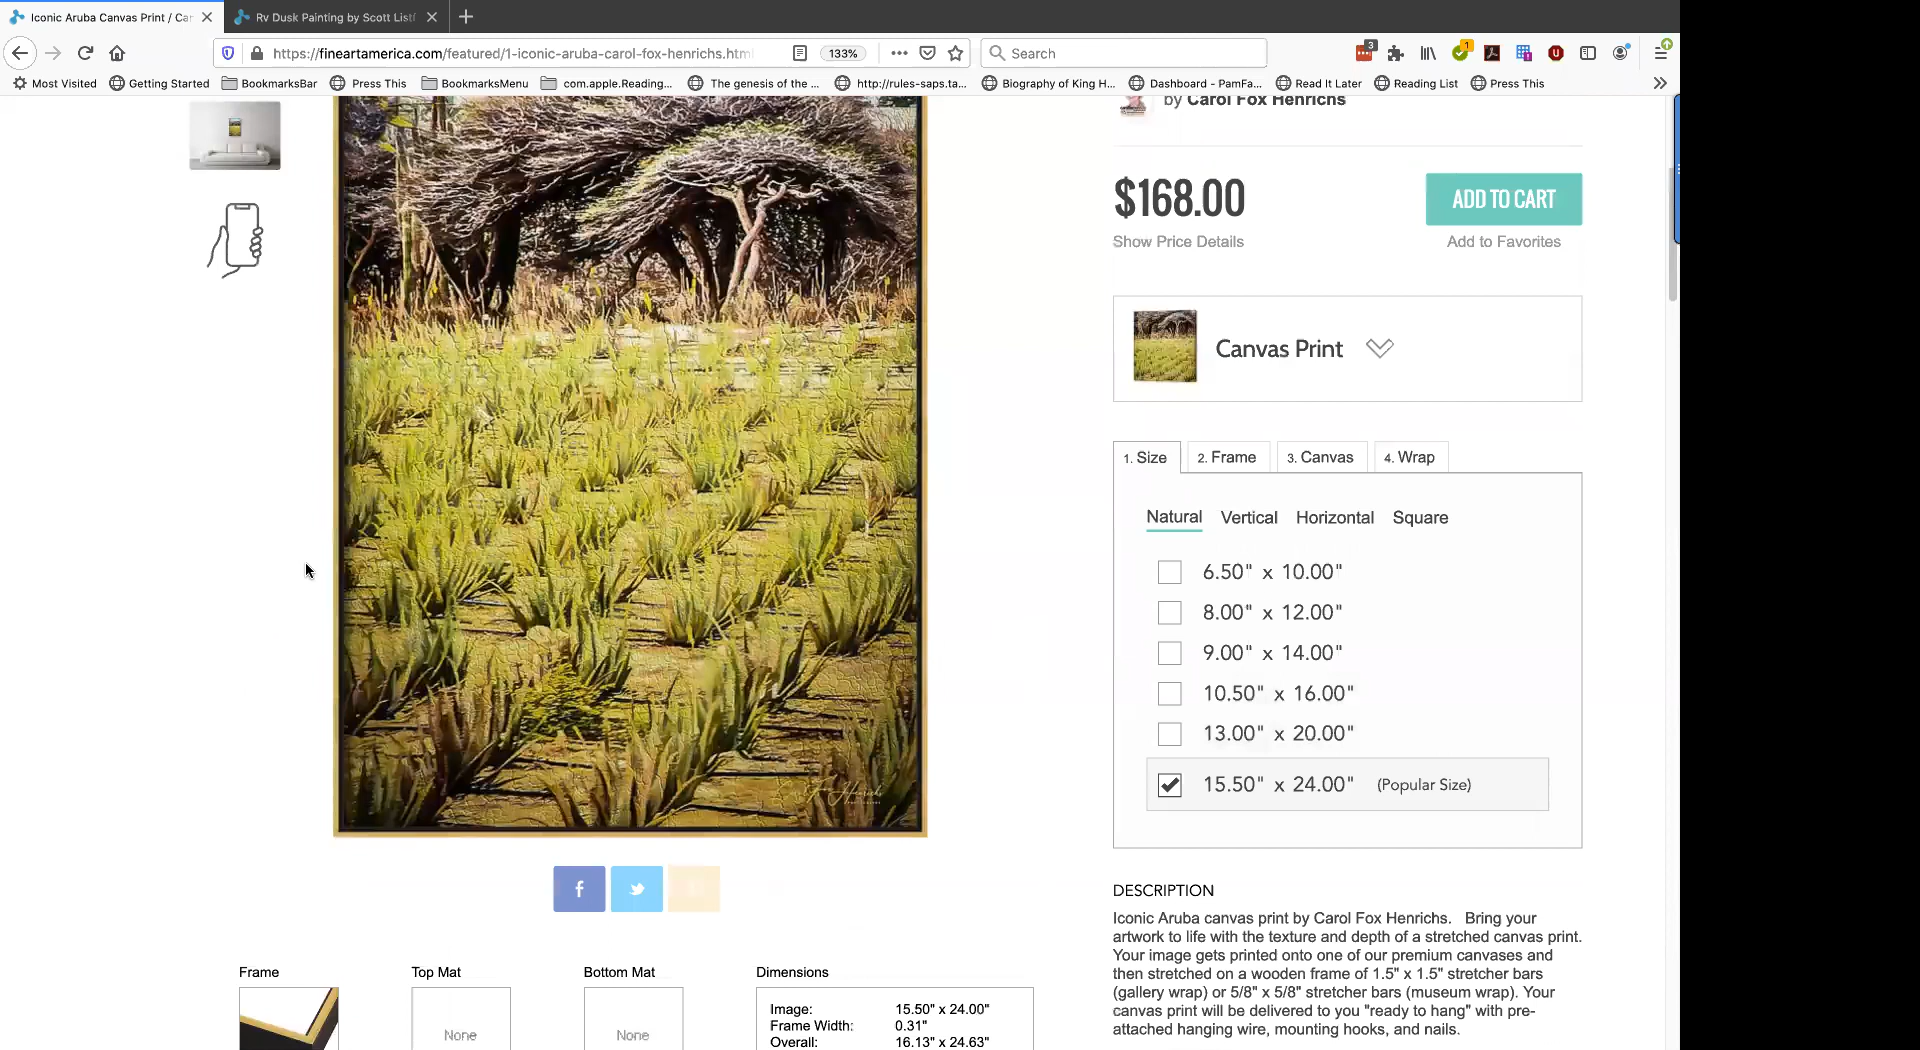 Iconic Aruba Canvas Print / Car
Rv Dusk Painting by Scott Listf
https://fineartamerica.com/featured/1-iconic-aruba-carol-fox-henrichs.html
133%
Search
3
1
Most Visited
Getting Started
BookmarksBar
Press This
BookmarksMenu
com.apple.Reading...
The genesis of the ...
http://rules-saps.ta...
Biography of King H...
Dashboard - PamFa...
Read It Later
Reading List
Press This
by Carol Fox Henrichs
$168.00
ADD TO CART
Show Price Details
Add to Favorites
Canvas Print
1. Size
2. Frame
3. Canvas
4. Wrap
Natural
Vertical
Horizontal
Square
6.50" x 10.00"
8.00" x 12.00"
9.00" x 14.00"
10.50" x 16.00"
13.00" x 20.00"
15.50" x 24.00" (Popular Size)
DESCRIPTION
Iconic Aruba canvas print by Carol Fox Henrichs. Bring your
artwork to life with the texture and depth of a stretched canvas print.
Your image gets printed onto one of our premium canvases and
then stretched on a wooden frame of 1.5" x 1.5" stretcher bars
(gallery wrap) or 5/8" x 5/8" stretcher bars (museum wrap). Your
canvas print will be delivered to you "ready to hang" with pre-
attached hanging wire, mounting hooks, and nails.
Frame
Top Mat
Bottom Mat
Dimensions
None
None
Image: 15.50" x 24.00"
Frame Width: 0.31"
Overall: 16.13" x 24.63"